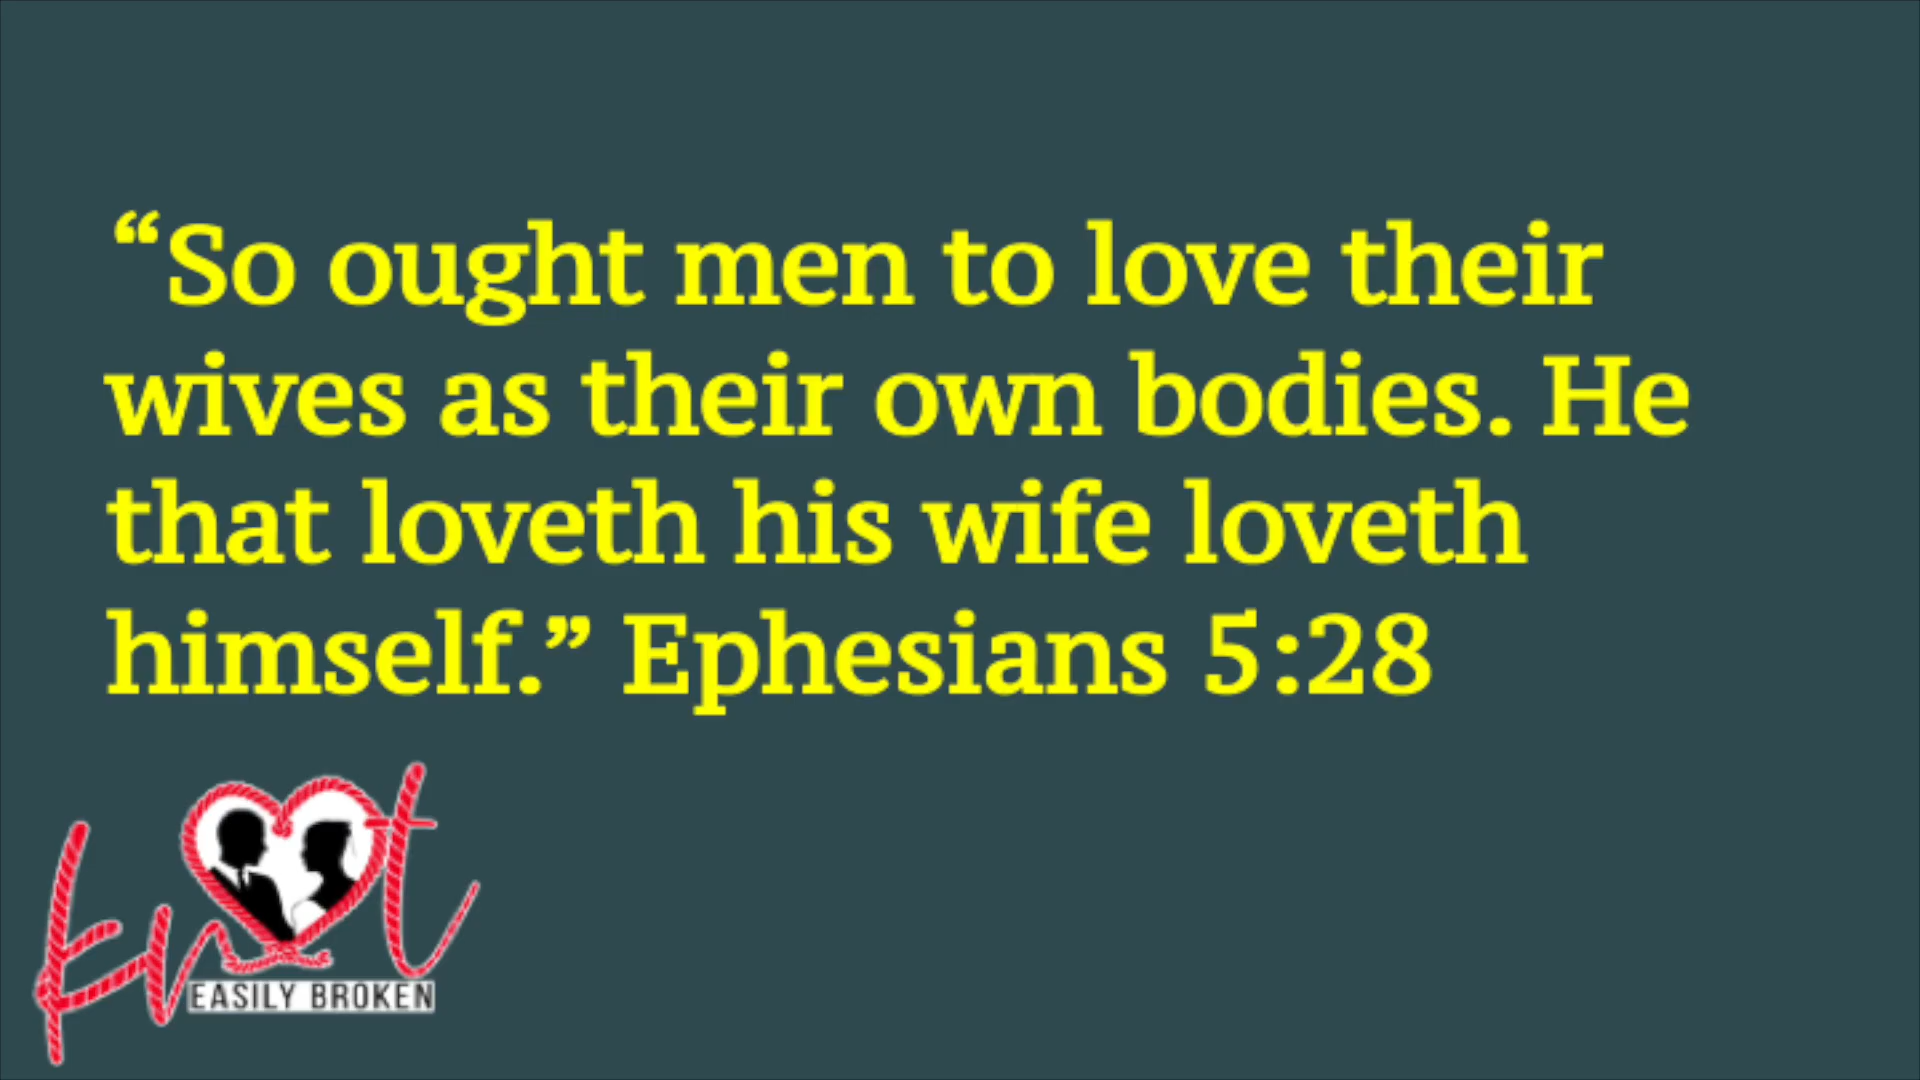 “So ought men to love their
wives as their own bodies. He
that loveth his wife loveth
himself.” Ephesians 5:28
knot
EASILY BROKEN